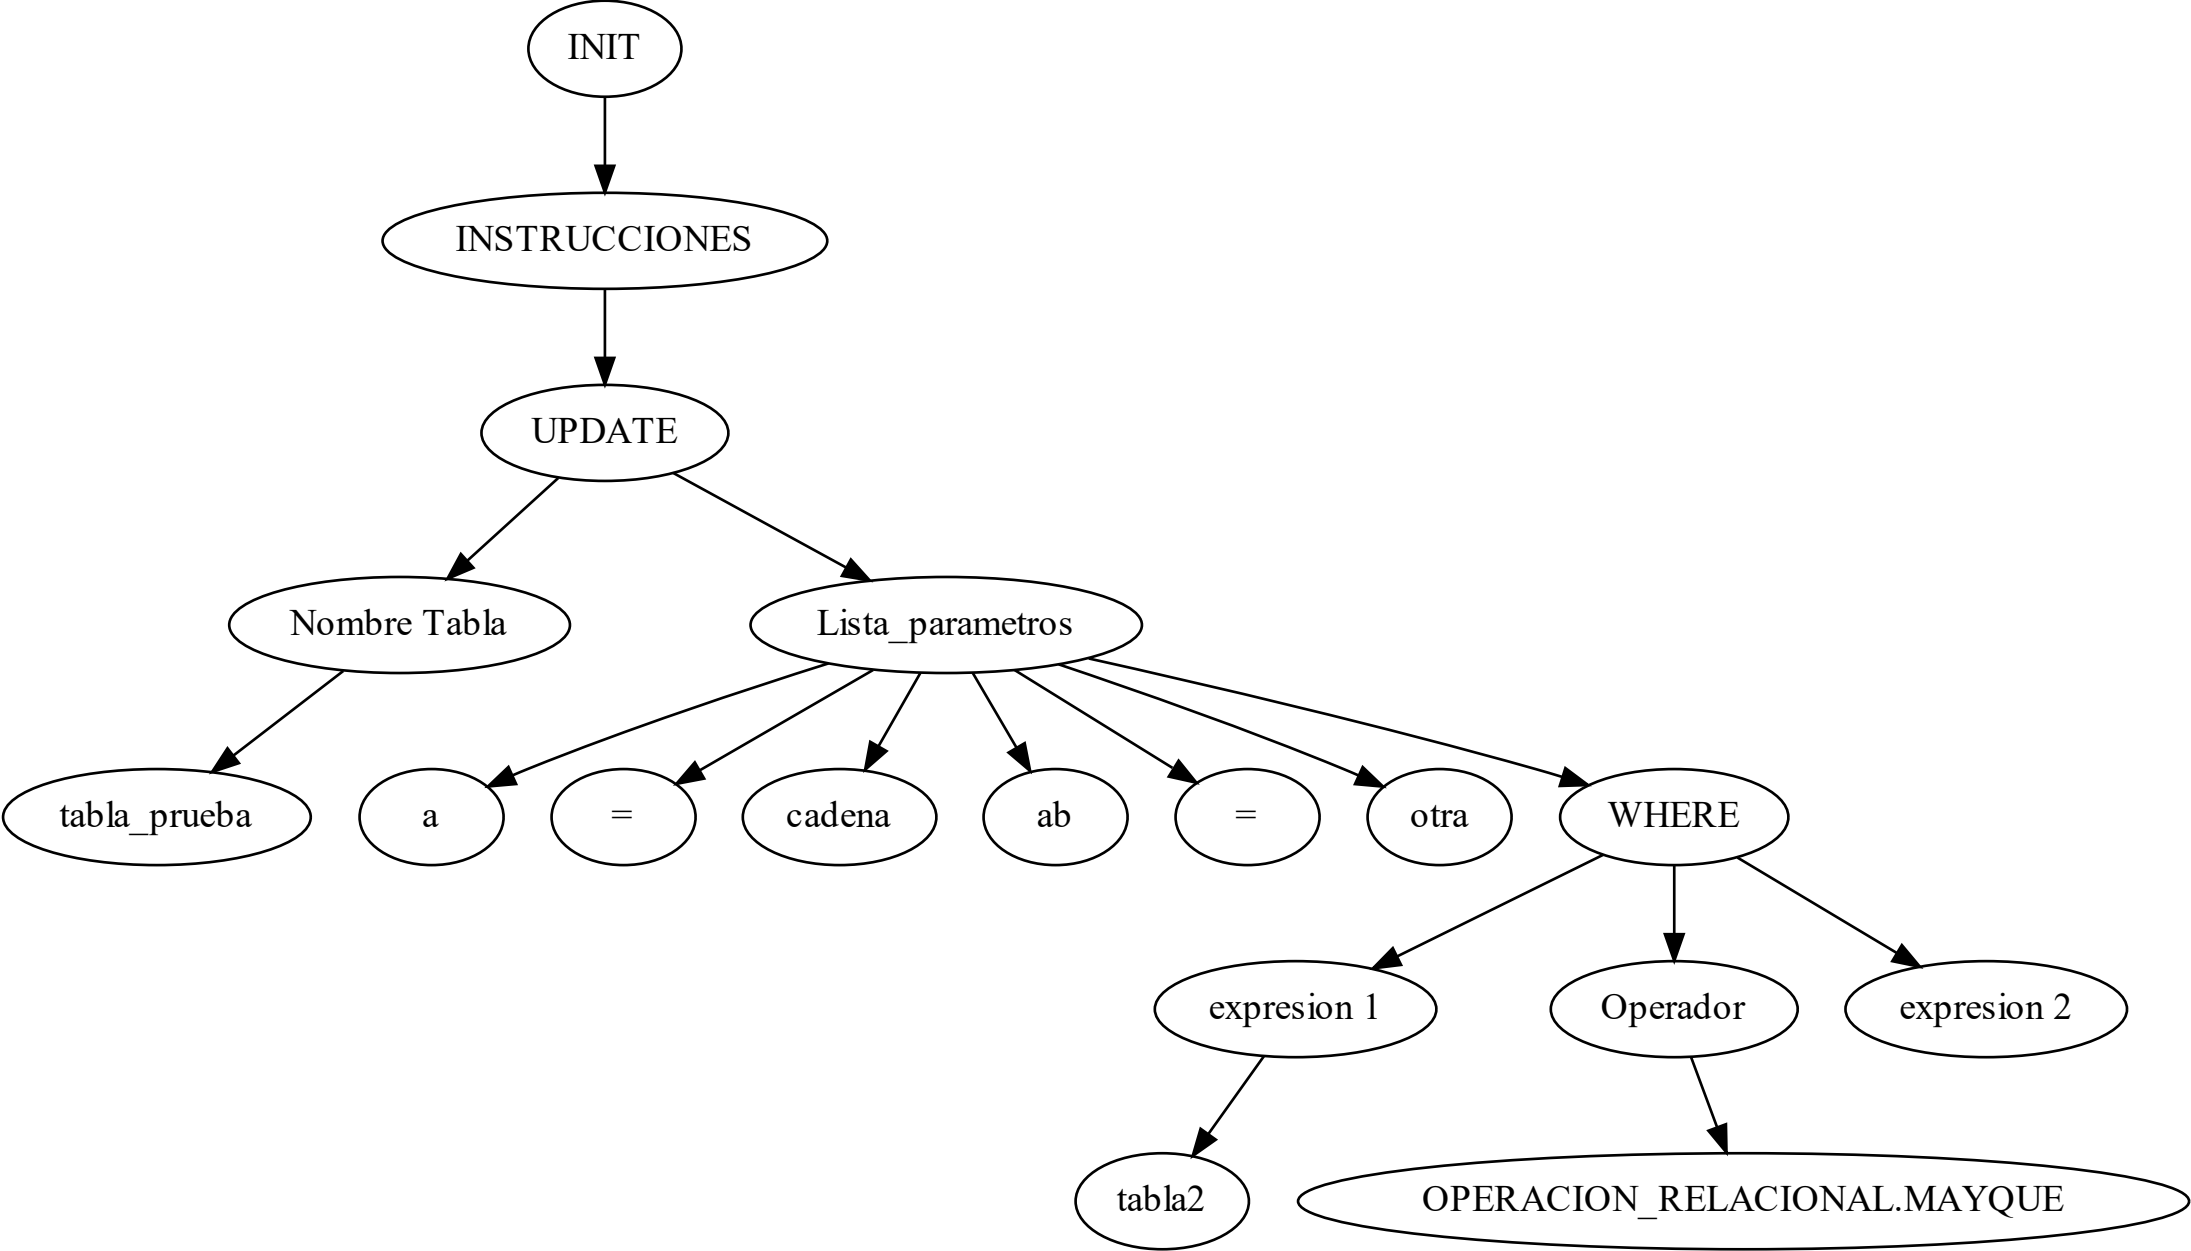 INIT
INSTRUCCIONES
UPDATE
Nombre Tabla
Lista_parametros
tabla_prueba
a
=
cadena
ab
=
otra
WHERE
expresion 1
Operador
expresion 2
tabla2
OPERACION_RELACIONAL.MAYQUE